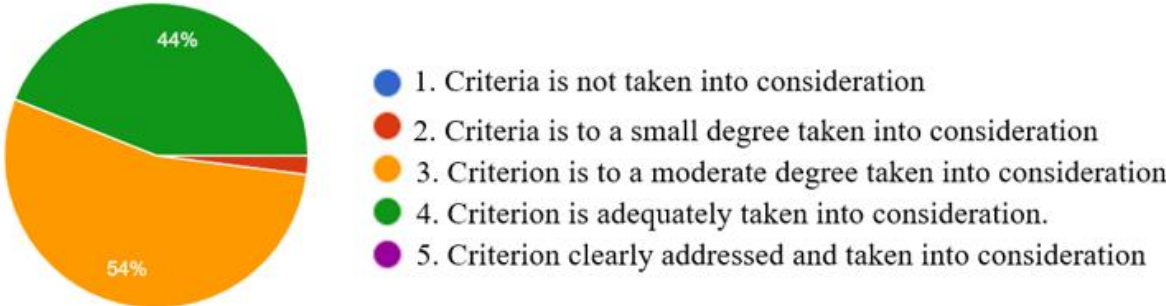 44%
54%
1. Criteria is not taken into consideration
2. Criteria is to a small degree taken into consideration
3. Criterion is to a moderate degree taken into consideration
4. Criterion is adequately taken into consideration.
5. Criterion clearly addressed and taken into consideration